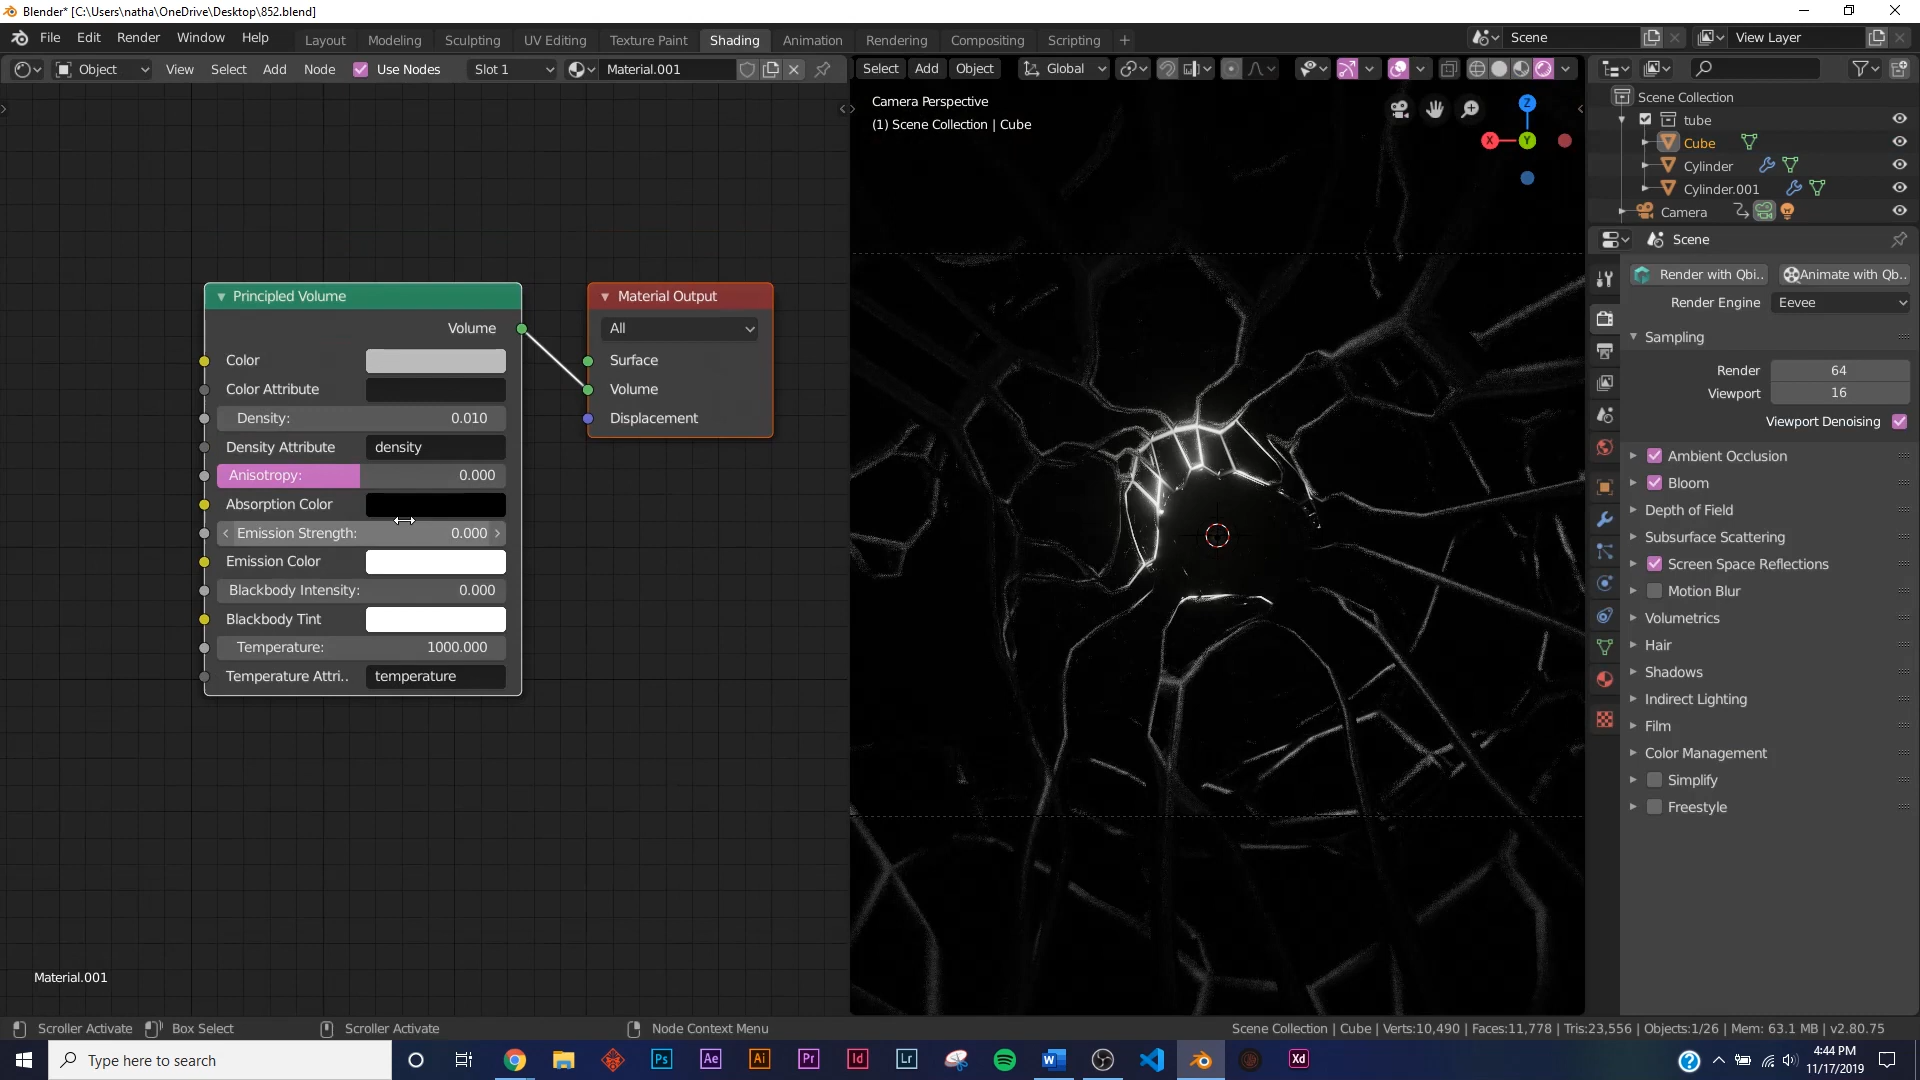 Blender* [C:\Users\natha\OneDrive\Desktop\852.blend]
File Edit Render Window Help Layout Modeling Sculpting UV Editing Texture Paint Shading Animation Rendering Compositing Scripting Scene View Layer
Object View Select Add Node Use Nodes Slot 1 Material.001 Select Add Object Global
Camera Perspective
(1) Scene Collection | Cube
Z
X
Y
Scene Collection
tube
Cube
Cylinder
Cylinder.001
Camera
Scene
Render with Qbi.. Animate with Qb..
Render Engine Eevee
Sampling
Render 64
Viewport 16
Viewport Denoising
Ambient Occlusion
Bloom
Depth of Field
Subsurface Scattering
Screen Space Reflections
Motion Blur
Volumetrics
Hair
Shadows
Indirect Lighting
Film
Color Management
Simplify
Freestyle
Principled Volume
Volume
Color
Color Attribute
Density: 0.010
Density Attribute density
Anisotropy: 0.000
Absorption Color
Emission Strength: 0.000
Emission Color
Blackbody Intensity: 0.000
Blackbody Tint
Temperature: 1000.000
Temperature Attri.. temperature
Material Output
All
Surface
Volume
Displacement
Material.001
Scroller Activate Box Select Scroller Activate Node Context Menu Scene Collection | Cube | Verts:10,490 | Faces:11,778 | Tris:23,556 | Objects:1/26 | Mem: 63.1 MB | v2.80.75
Type here to search
Ps Ae Ai Pr Id Lr W Xd
4:44 PM
11/17/2019